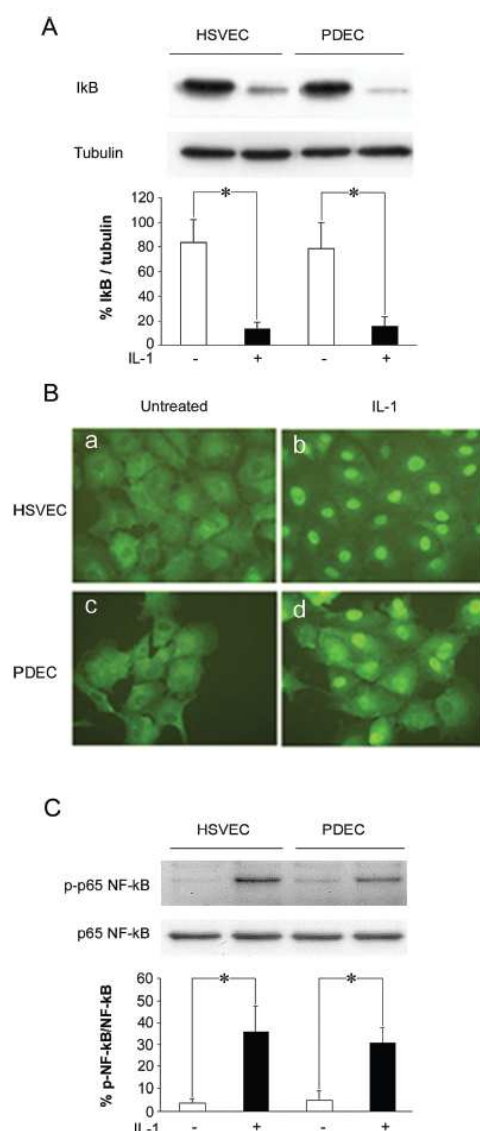 A
HSVEC PDEC
IkB
Tubulin
*
*
% IkB / tubulin
120
100
80
60
40
20
0
IL-1 - + - +
B
Untreated IL-1
a b
HSVEC
c d
PDEC
C
HSVEC PDEC
p-p65 NF-kB
p65 NF-kB
*
*
% p-NF-kB/NF-kB
60
50
40
30
20
10
0
IL-1 - + - +